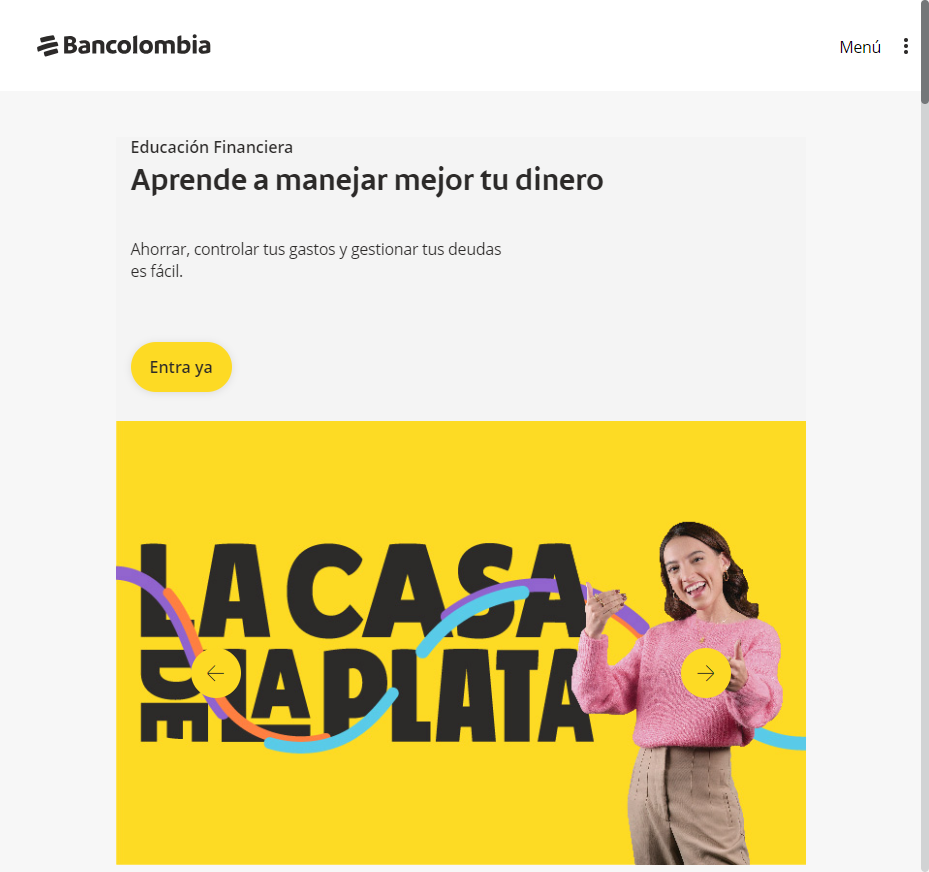 Bancolombia
Menú
Educación Financiera
Aprende a manejar mejor tu dinero
Ahorrar, controlar tus gastos y gestionar tus deudas
es fácil.
Entra ya
LA CASA
DE LA PLATA